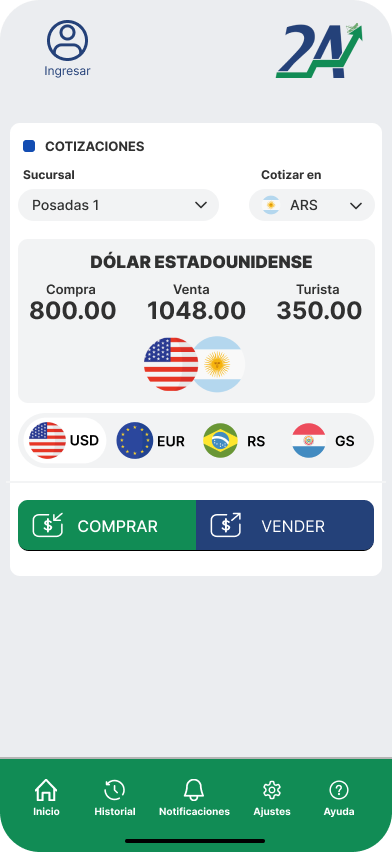 2A
Ingresar
COTIZACIONES
Sucursal Cotizar en
Posadas 1 ARS
DÓLAR ESTADOUNIDENSE
Compra Venta Turista
800.00 1048.00 350.00
USD EUR RS GS
$ COMPRAR $ VENDER
Inicio Historial Notificaciones Ajustes Ayuda